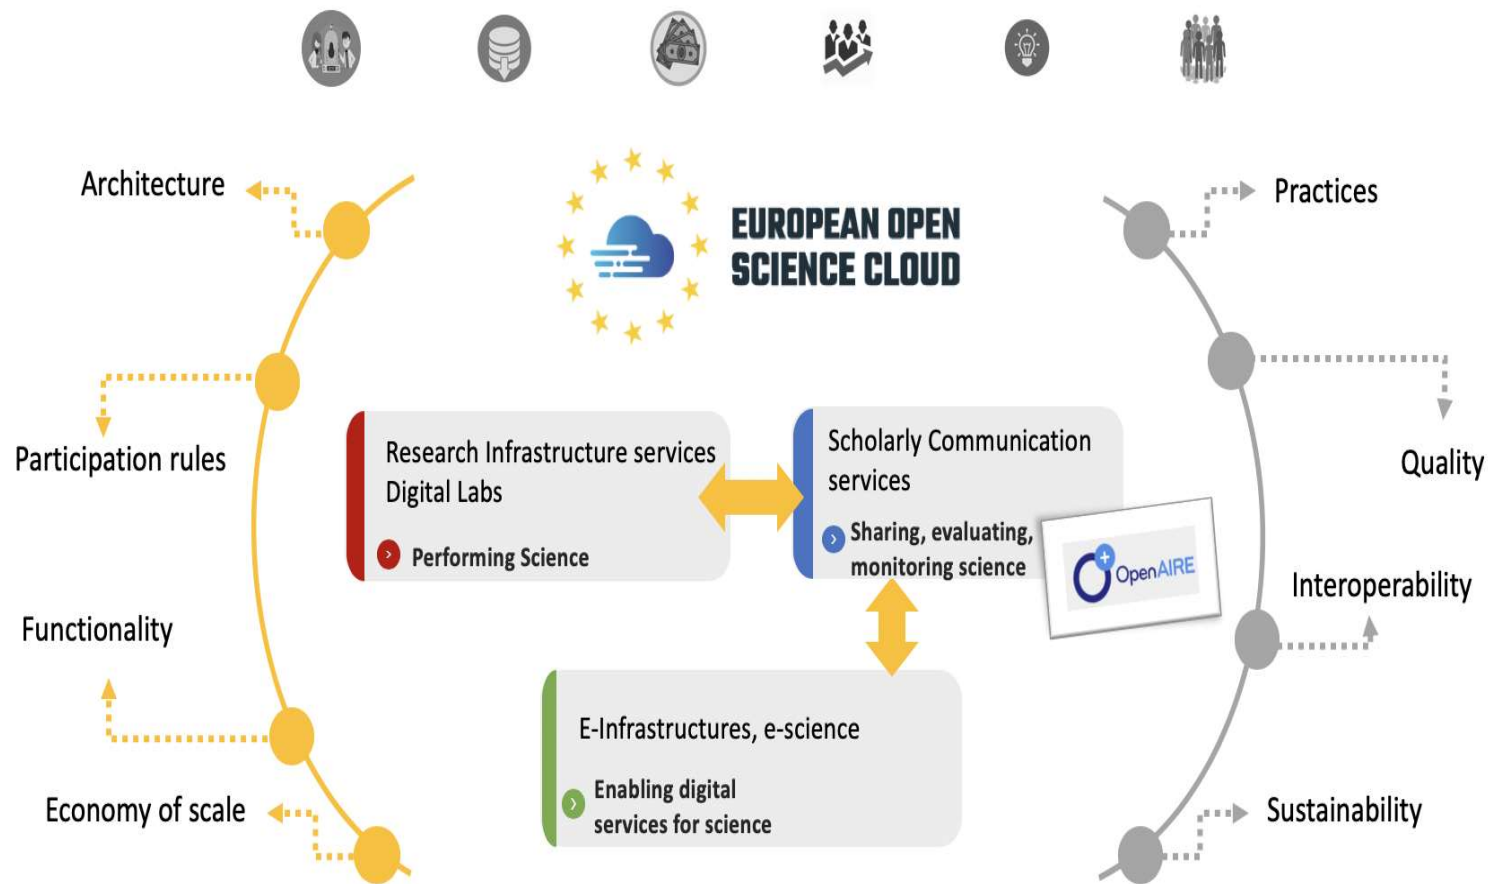 EUROPEAN OPEN
SCIENCE CLOUD
Architecture
Participation rules
Functionality
Economy of scale
Research Infrastructure services
Digital Labs
Performing Science
Scholarly Communication
services
Sharing, evaluating,
monitoring science
OpenAIRE
E-Infrastructures, e-science
Enabling digital
services for science
Practices
Quality
Interoperability
Sustainability